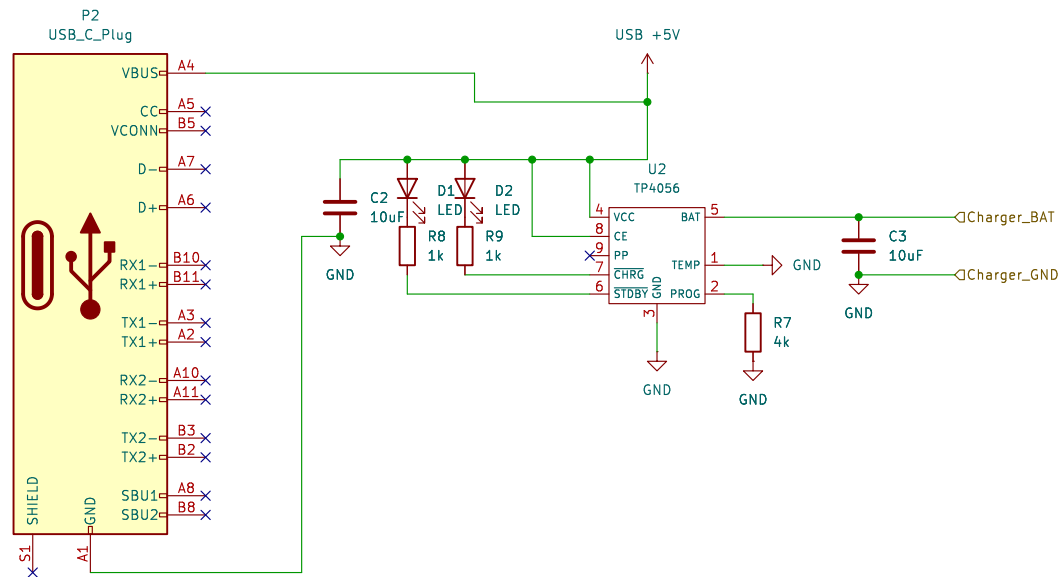 P2
USB_C_Plug
VBUS
A4
CC
A5
VCONN
B5
D-
A7
D+
A6
RX1-
B10
RX1+
B11
TX1-
A3
TX1+
A2
RX2-
A10
RX2+
A11
TX2-
B3
TX2+
B2
SBU1
A8
SBU2
B8
SHIELD
S1
GND
A1
USB +5V
C2
10uF
GND
D1
LED
D2
LED
R8
1k
R9
1k
U2
TP4056
4
VCC
8
CE
9
PP
7
CHRG
6
STDBY
GND
3
BAT
5
TEMP
1
PROG
2
GND
GND
R7
4k
GND
C3
10uF
GND
Charger_BAT
Charger_GND